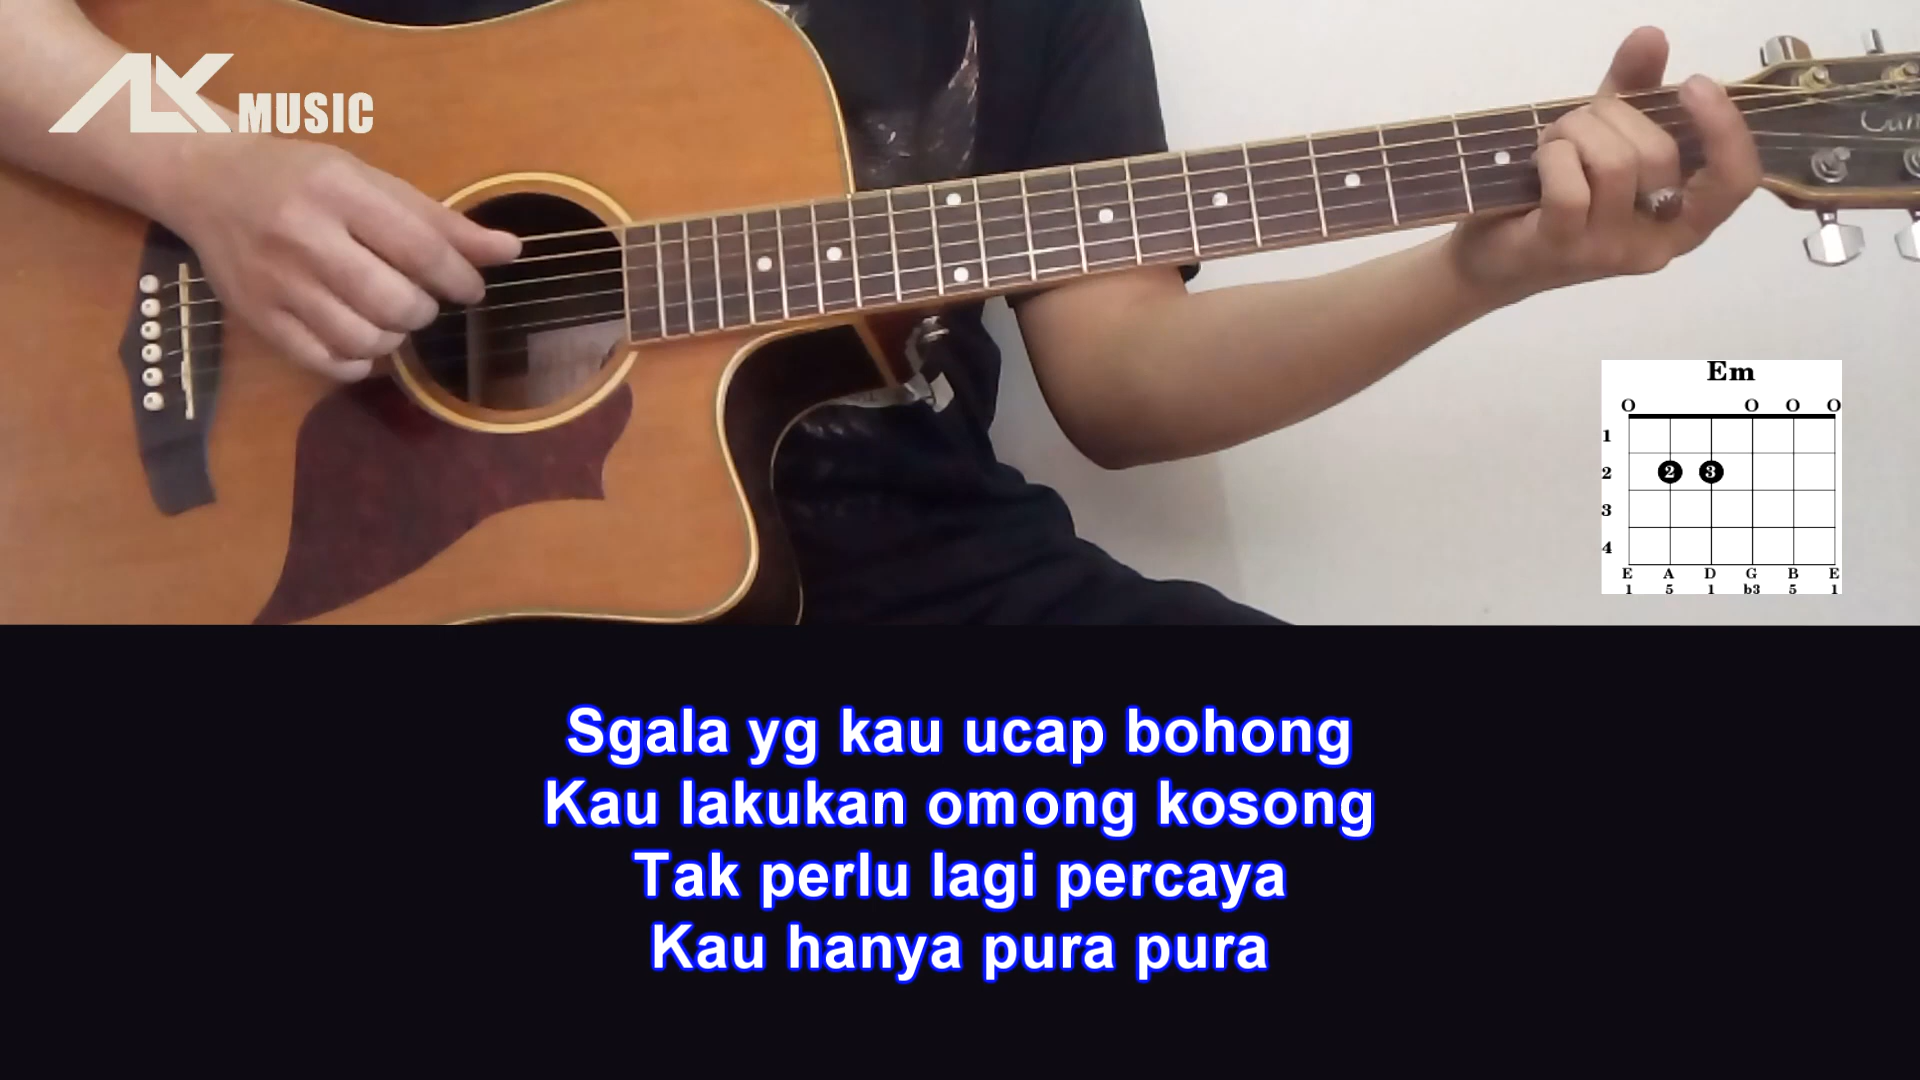 ALK MUSIC
Em
O O O O
1
2 2 3
3
4
E A D G B E
1 5 1 b3 5 1
Sgala yg kau ucap bohong
Kau lakukan omong kosong
Tak perlu lagi percaya
Kau hanya pura pura